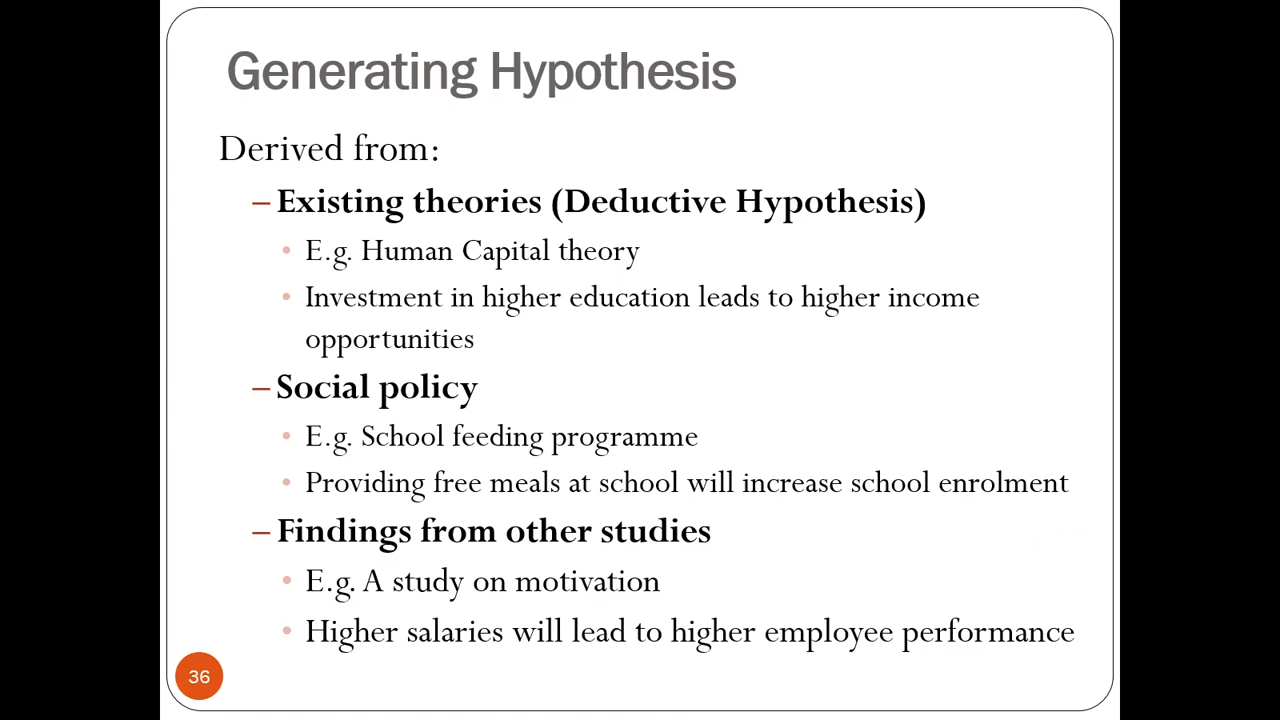 Generating Hypothesis
Derived from:
– Existing theories (Deductive Hypothesis)
• E.g. Human Capital theory
• Investment in higher education leads to higher income
opportunities
– Social policy
• E.g. School feeding programme
• Providing free meals at school will increase school enrolment
– Findings from other studies
• E.g. A study on motivation
• Higher salaries will lead to higher employee performance
36